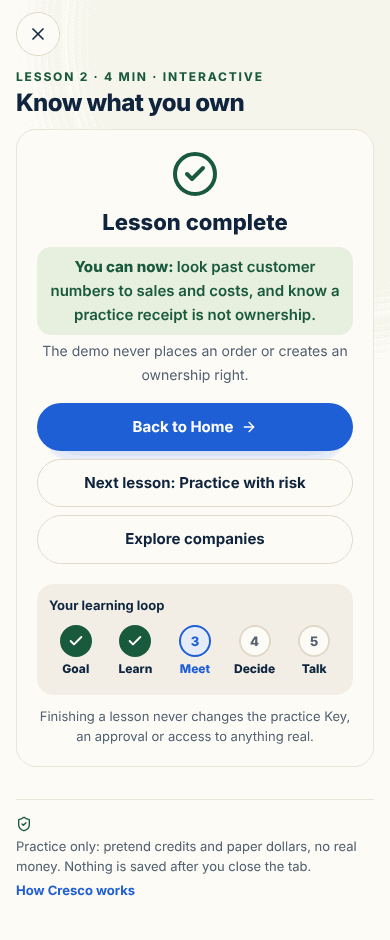 LESSON 2 · 4 MIN · INTERACTIVE
Know what you own
Lesson complete
You can now: look past customer
numbers to sales and costs, and know a
practice receipt is not ownership.
The demo never places an order or creates an
ownership right.
Back to Home →
Next lesson: Practice with risk
Explore companies
Your learning loop
3 4 5
Goal Learn Meet Decide Talk
Finishing a lesson never changes the practice Key,
an approval or access to anything real.
Practice only: pretend credits and paper dollars, no real
money. Nothing is saved after you close the tab.
How Cresco works